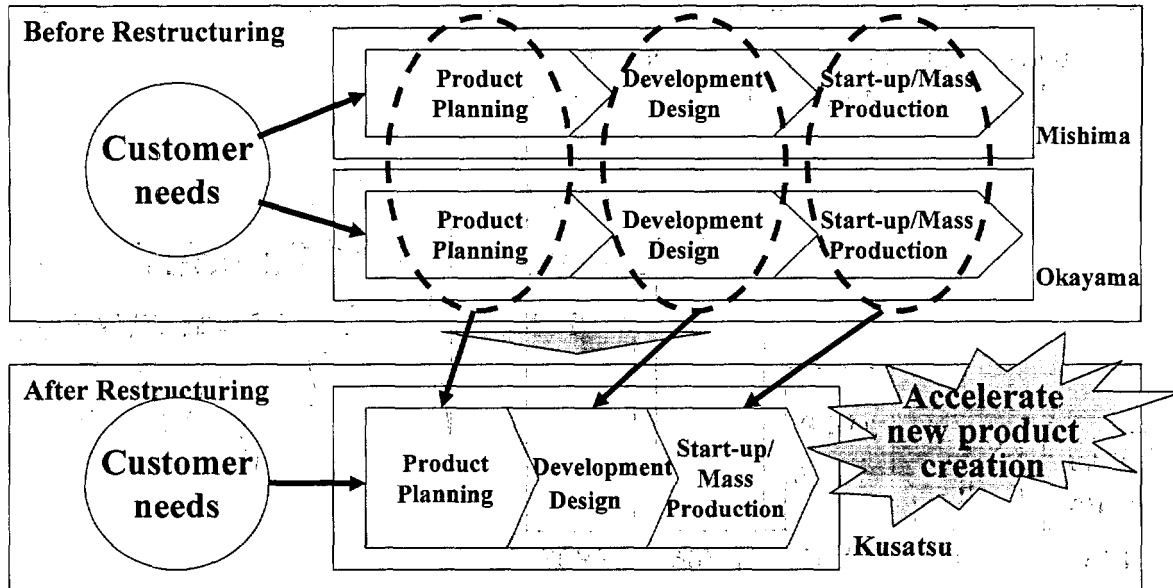 Before Restructuring
Customer
needs
Product
Planning
Development
Design
Start-up/Mass
Production
Mishima
Product
Planning
Development
Design
Start-up/Mass
Production
Okayama
After Restructuring
Customer
needs
Product
Planning
Development
Design
Start-up/
Mass
Production
Kusatsu
Accelerate
new product
creation